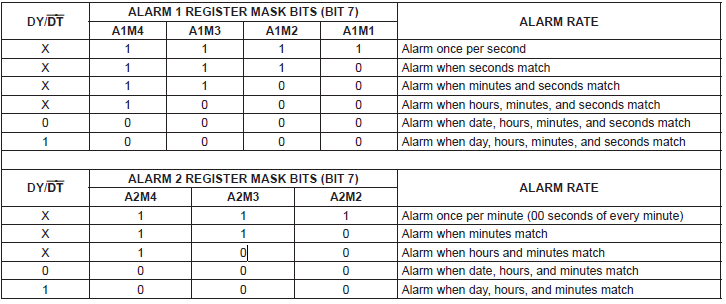 DY/DT ALARM 1 REGISTER MASK BITS (BIT 7) ALARM RATE
A1M4 A1M3 A1M2 A1M1
X 1 1 1 1 Alarm once per second
X 1 1 1 0 Alarm when seconds match
X 1 1 0 0 Alarm when minutes and seconds match
X 1 0 0 0 Alarm when hours, minutes, and seconds match
0 0 0 0 0 Alarm when date, hours, minutes, and seconds match
1 0 0 0 0 Alarm when day, hours, minutes, and seconds match
DY/DT ALARM 2 REGISTER MASK BITS (BIT 7) ALARM RATE
A2M4 A2M3 A2M2
X 1 1 1 Alarm once per minute (00 seconds of every minute)
X 1 1 0 Alarm when minutes match
X 1 0 0 Alarm when hours and minutes match
0 0 0 0 Alarm when date, hours, and minutes match
1 0 0 0 Alarm when day, hours, and minutes match